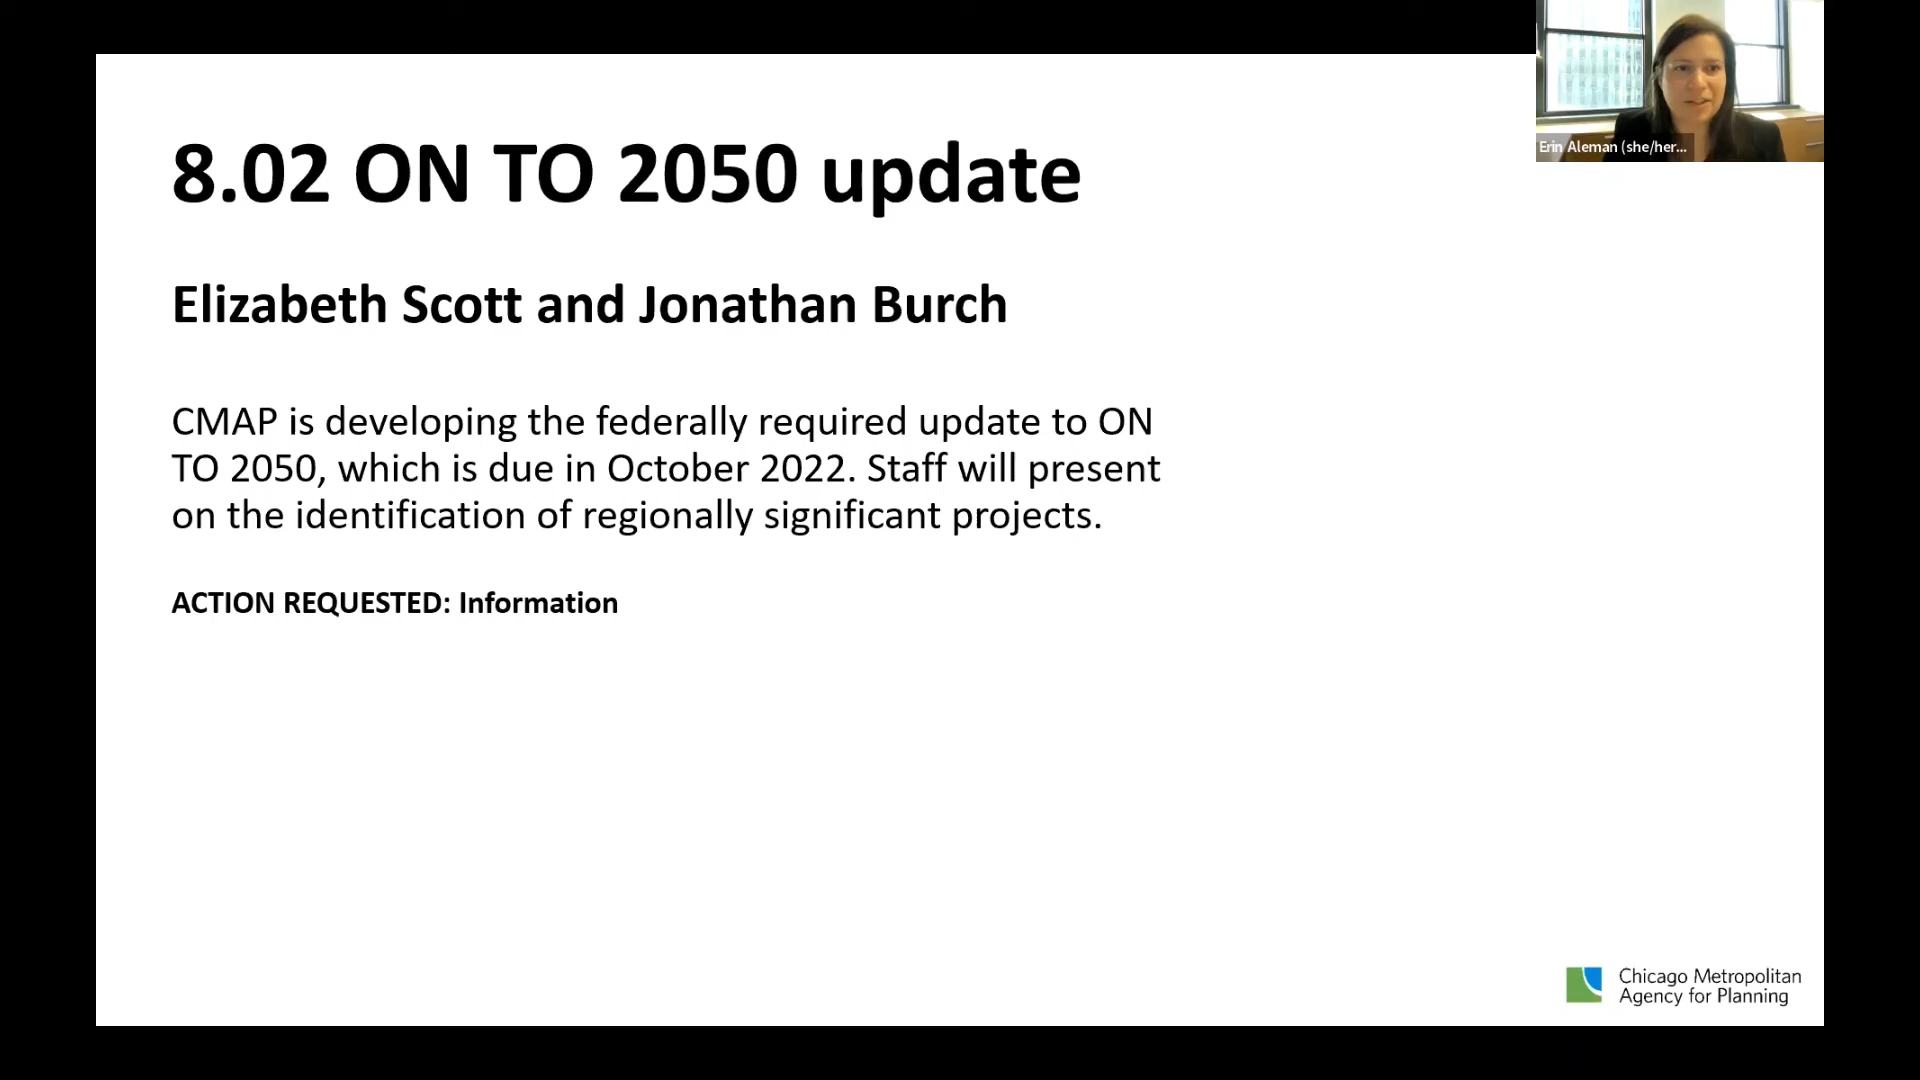 8.02 ON TO 2050 update
Elizabeth Scott and Jonathan Burch
CMAP is developing the federally required update to ON
TO 2050, which is due in October 2022. Staff will present
on the identification of regionally significant projects.
ACTION REQUESTED: Information
Erin Aleman (she/her...
Chicago Metropolitan
Agency for Planning